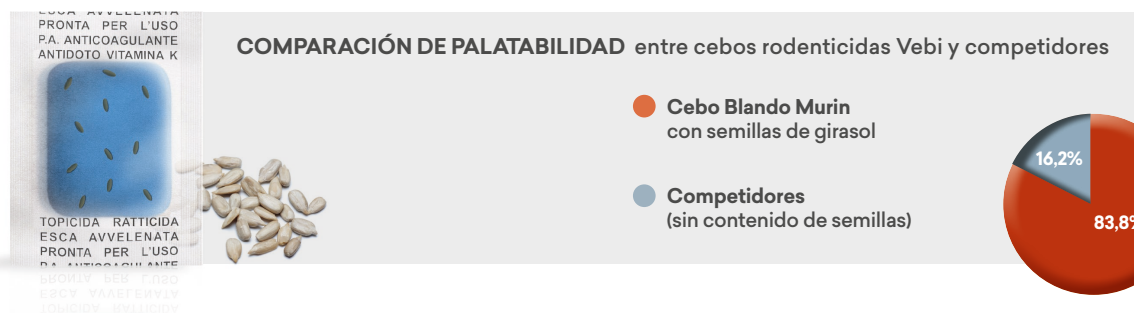 ESCA AVVELENATA
PRONTA PER L'USO
P.A. ANTICOAGULANTE
ANTIDOTO VITAMINA K
TOPICIDA RATTICIDA
ESCA AVVELENATA
PRONTA PER L'USO
P.A. ANTICOAGULANTE
COMPARACIÓN DE PALATABILIDAD entre cebos rodenticidas Vebi y competidores
Cebo Blando Murin
con semillas de girasol
Competidores
(sin contenido de semillas)
16,2%
83,8%